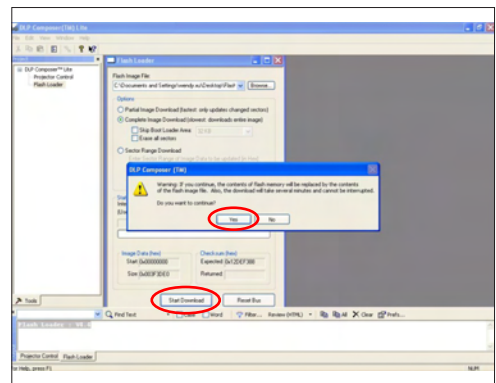 DLP Composer(TM) Lite
File Edit View Window Help
DLP Composer™ Lite
Projector Control
Flash Loader
Tools
Flash Loader
Flash Image File
C:\Documents and Settings\wendy.xu\Desktop\Flash
Browse...
Options
Partial Image Download (fastest: only updates changed sectors)
Complete Image Download (slowest: downloads entire image)
Skip Boot Loader Area
Erase all sectors
Sector Range Download
DLP Composer (TM)
Warning: If you continue, the contents of flash memory will be replaced by the contents
of the flash image file. Also, the download will take several minutes and cannot be interrupted.
Do you want to continue?
Yes No
Image Data (hex) Checksum (hex)
Start Expected
Size Returned
Start Download Reset Bus
Find Text Case Word Filter... Review (HTML) Copy All Clear Prefs...
Flash Loader : V8.0
Projector Control Flash Loader
For Help, press F1 NUM